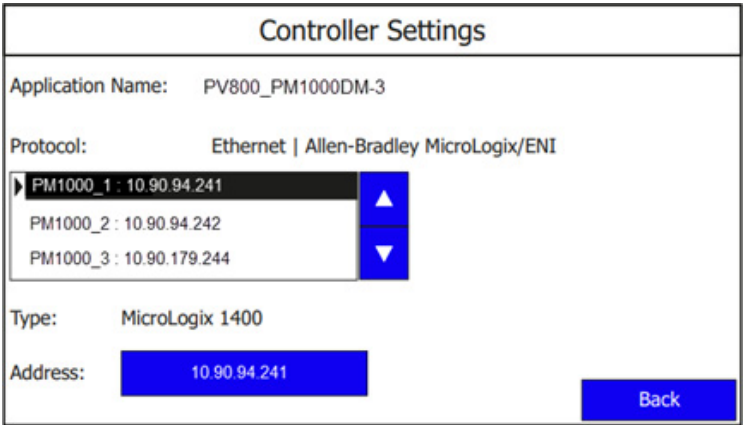 Controller Settings
Application Name: PV800_PM1000DM-3
Protocol: Ethernet | Allen-Bradley MicroLogix/ENI
PM1000_1 : 10.90.94.241
PM1000_2 : 10.90.94.242
PM1000_3 : 10.90.179.244
Type: MicroLogix 1400
Address: 10.90.94.241
Back